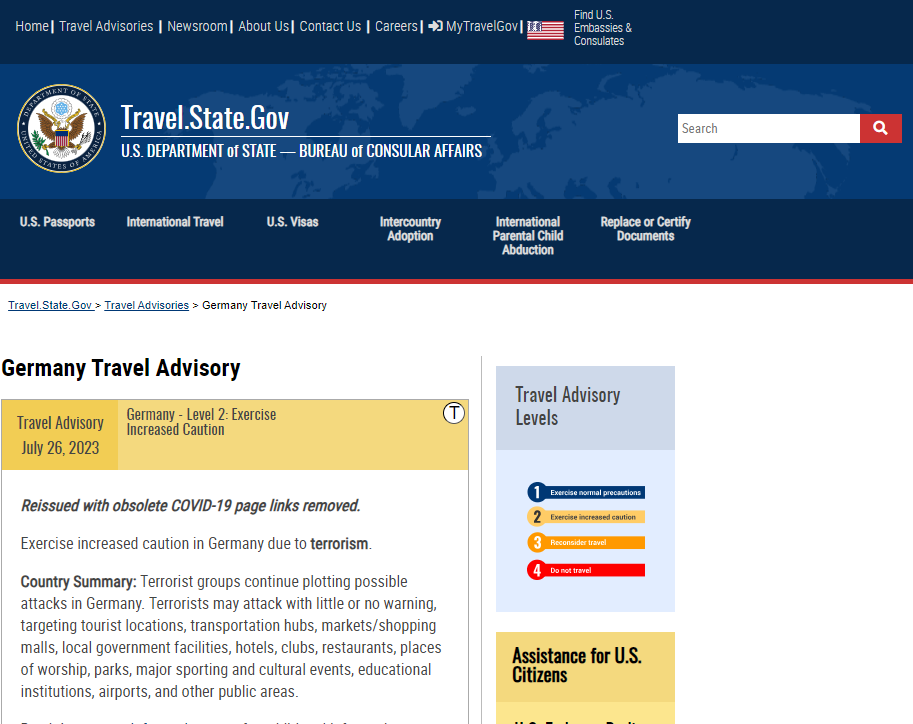 Home | Travel Advisories | Newsroom | About Us | Contact Us | Careers | MyTravelGov | Find U.S.
Embassies &
Consulates
DEPARTMENT OF STATE
UNITED STATES OF AMERICA
Travel.State.Gov
U.S. DEPARTMENT of STATE — BUREAU of CONSULAR AFFAIRS
Search
U.S. Passports
International Travel
U.S. Visas
Intercountry
Adoption
International
Parental Child
Abduction
Replace or Certify
Documents
Travel.State.Gov > Travel Advisories > Germany Travel Advisory
Germany Travel Advisory
Travel Advisory
July 26, 2023
Germany - Level 2: Exercise
Increased Caution
T
Reissued with obsolete COVID-19 page links removed.
Exercise increased caution in Germany due to terrorism.
Country Summary: Terrorist groups continue plotting possible
attacks in Germany. Terrorists may attack with little or no warning,
targeting tourist locations, transportation hubs, markets/shopping
malls, local government facilities, hotels, clubs, restaurants, places
of worship, parks, major sporting and cultural events, educational
institutions, airports, and other public areas.
Travel Advisory
Levels
1 Exercise normal precautions
2 Exercise increased caution
3 Reconsider travel
4 Do not travel
Assistance for U.S.
Citizens